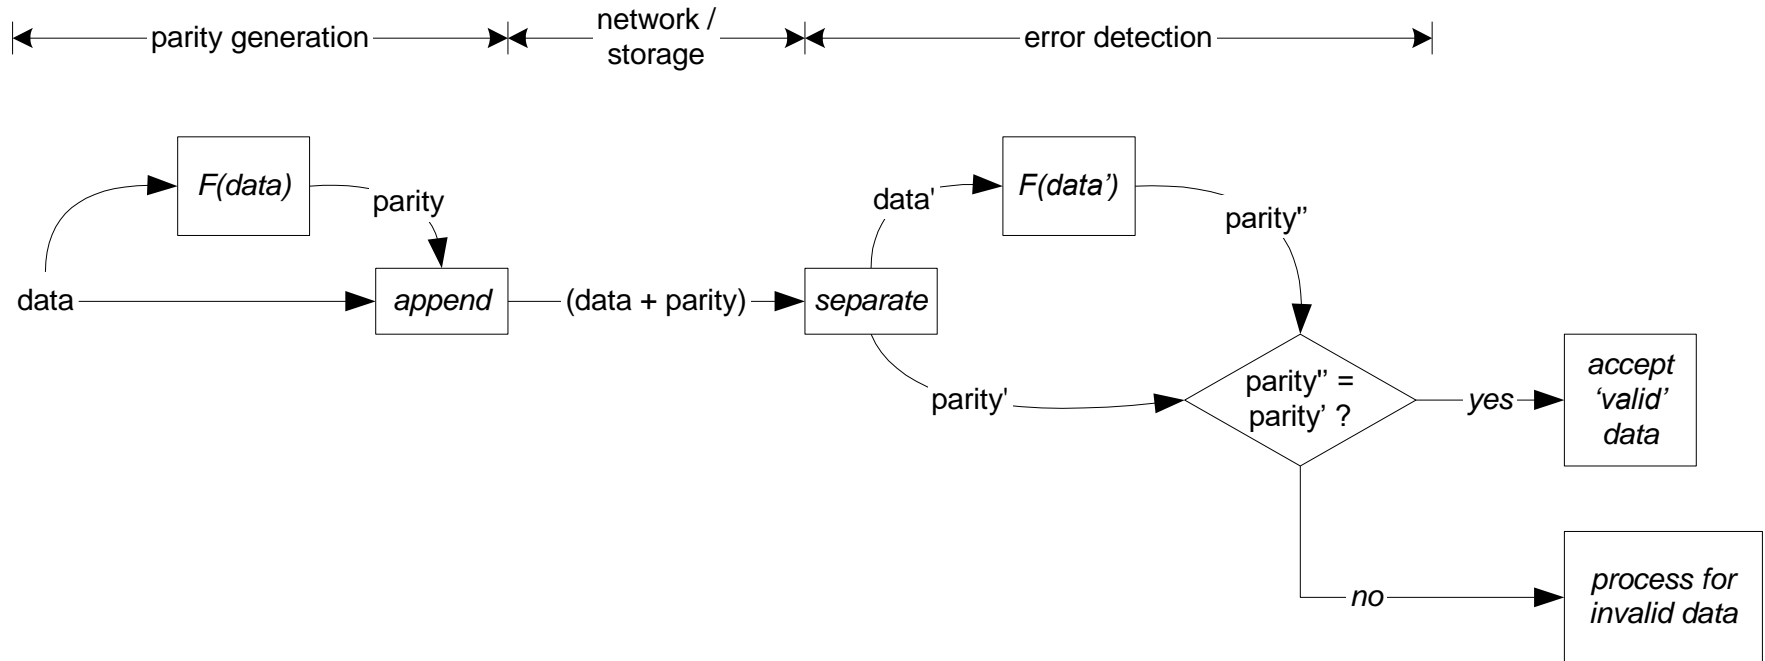 parity generation
network /
storage
error detection
F(data)
parity
data
append
(data + parity)
separate
data'
F(data’)
parity''
parity'
parity'' =
parity’ ?
yes
accept
‘valid’
data
no
process for
invalid data